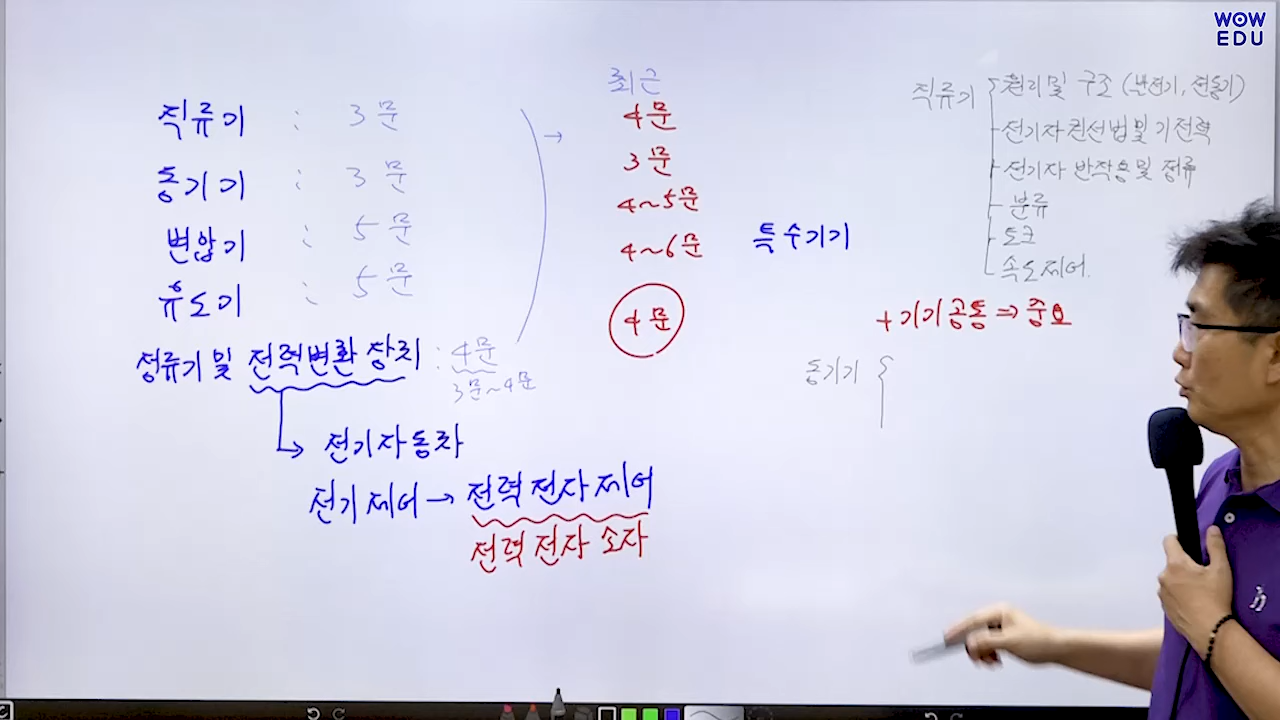 WOW
EDU
최근
직류기 : 3문 → 4문
동기기 : 3문 3문
변압기 : 5문 4~5문
유도기 : 5문 4~6문 특수기기
정류기 및 전력변환 장치 : 4문 4문
3문~4문
전기자동차
전기 제어 → 전력 전자 제어
전력 전자 소자
직류기
원리 및 구조 (발전기, 전동기)
전기자 권선법 및 기전력
전기자 반작용 및 정류
분류
토크
속도제어.
+ 기기 공통 ⇒ 중요
동기기